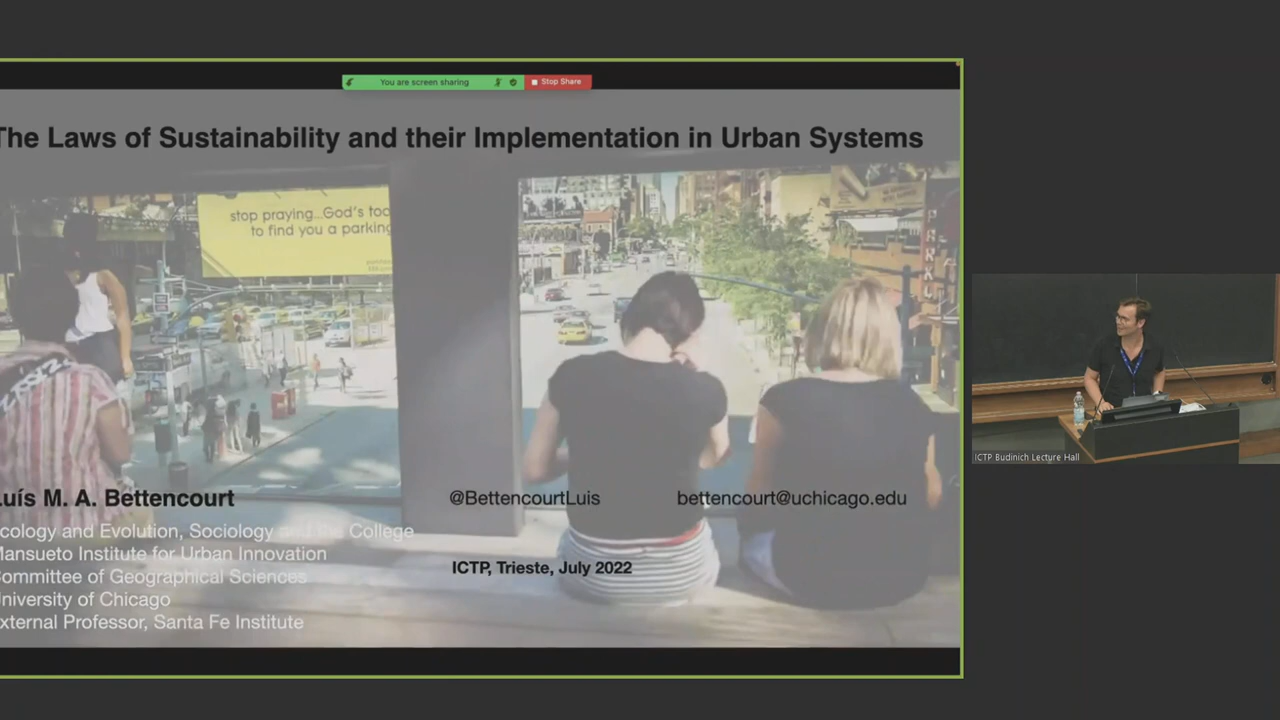 You are screen sharing
Stop Share
The Laws of Sustainability and their Implementation in Urban Systems
stop praying...God's too
to find you a parking
PARK
Luís M. A. Bettencourt
@BettencourtLuis
bettencourt@uchicago.edu
cology and Evolution, Sociology and the College
Mansueto Institute for Urban Innovation
ommittee of Geographical Sciences
niversity of Chicago
xternal Professor, Santa Fe Institute
ICTP, Trieste, July 2022
ICTP Budinich Lecture Hall